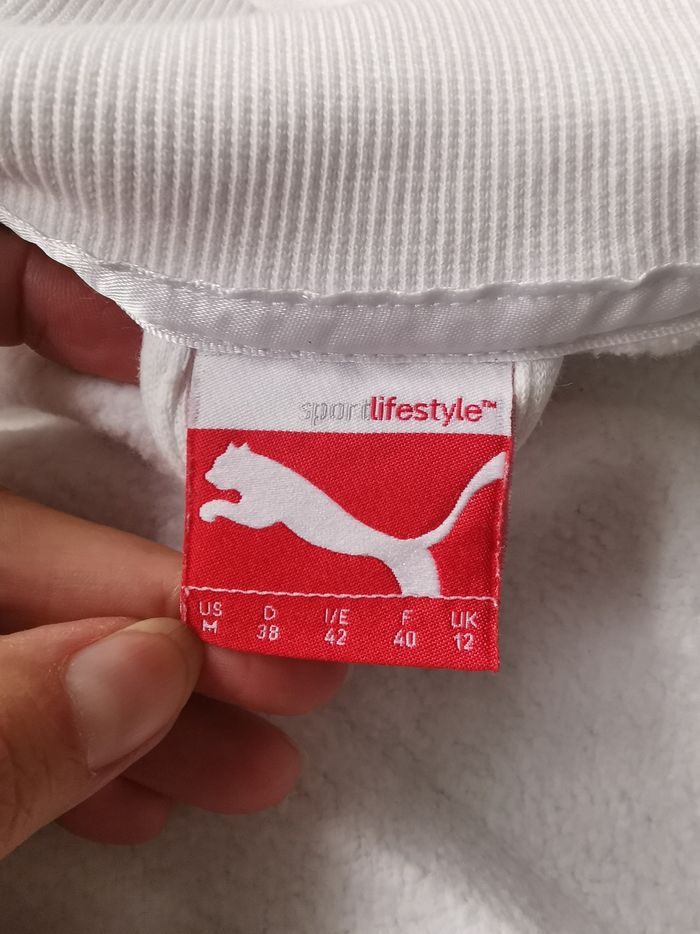 sportlifestyle™
US D I/E F UK
M 38 42 40 12